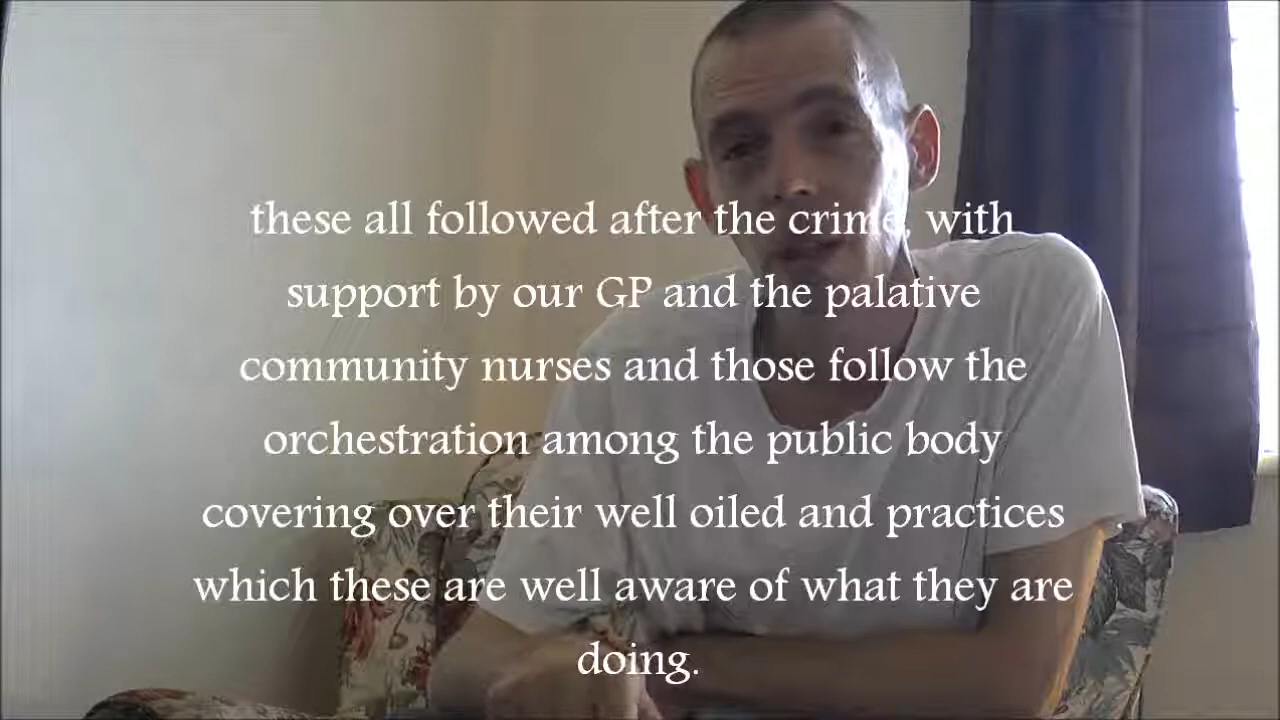 these all followed after the crime, with
support by our GP and the palative
community nurses and those follow the
orchestration among the public body
covering over their well oiled and practices
which these are well aware of what they are
doing.